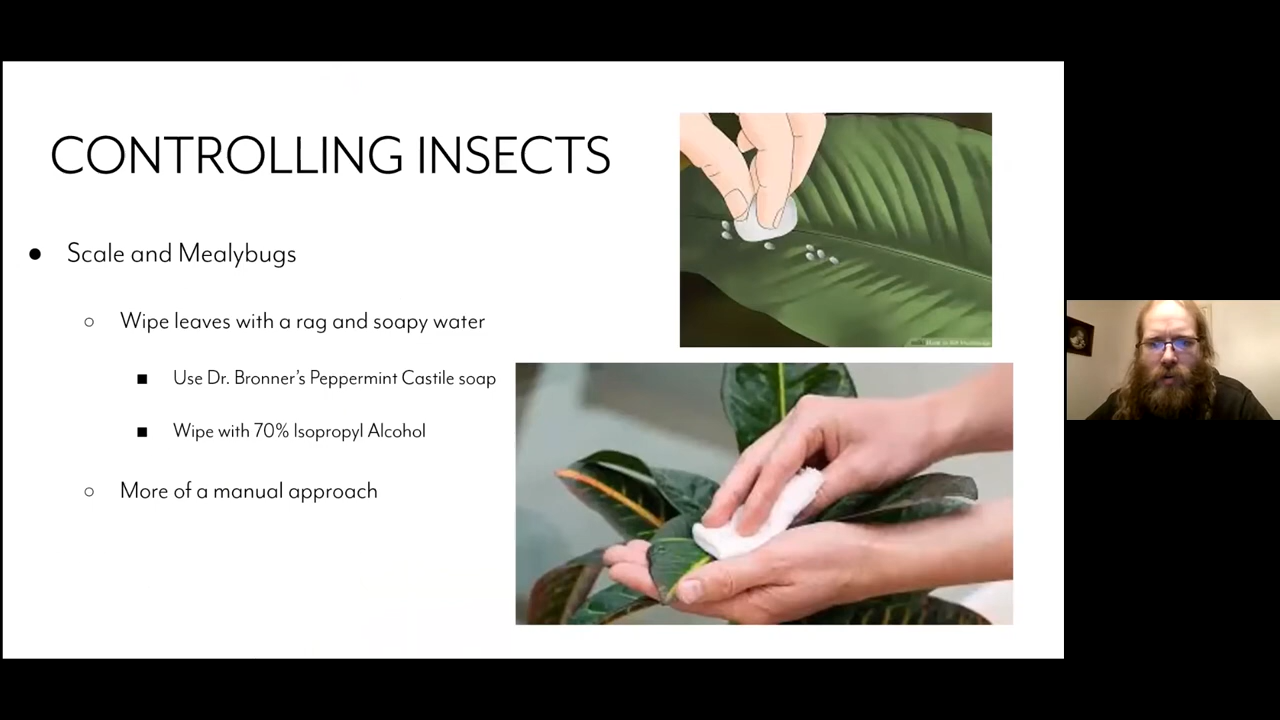 CONTROLLING INSECTS
● Scale and Mealybugs
○ Wipe leaves with a rag and soapy water
■ Use Dr. Bronner's Peppermint Castile soap
■ Wipe with 70% Isopropyl Alcohol
○ More of a manual approach